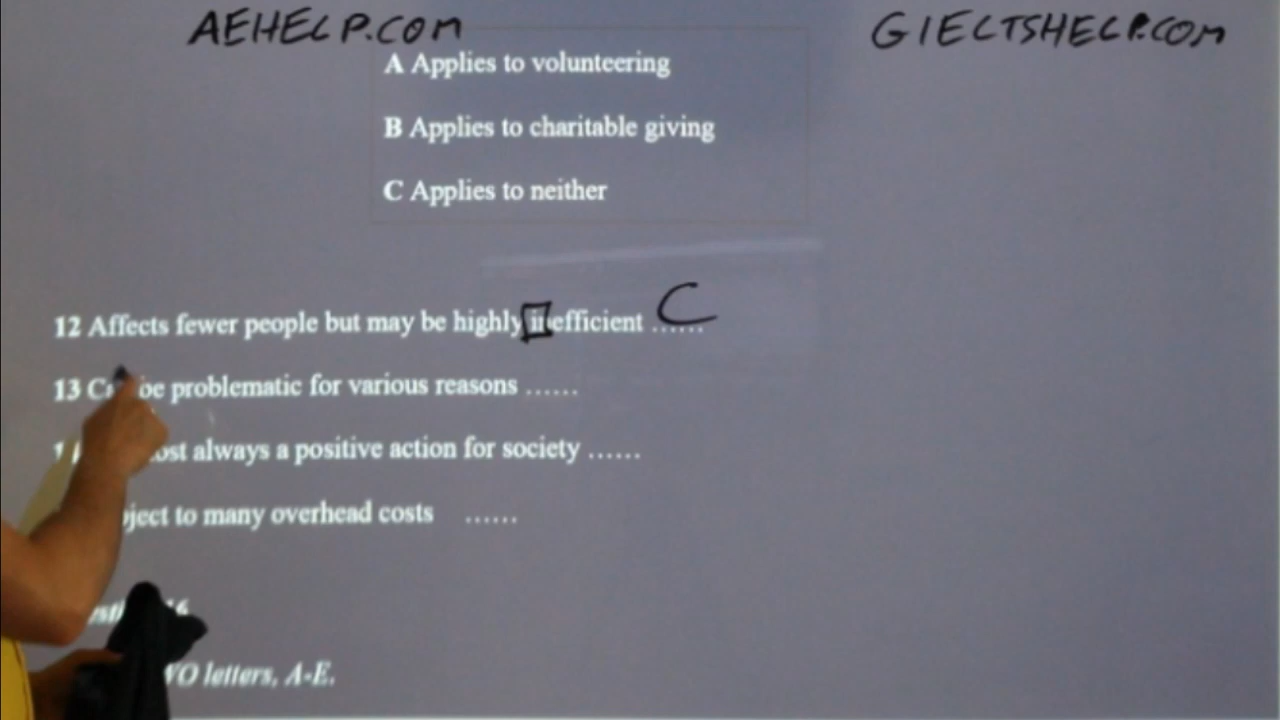 AEHELP.COM GIELTSHELP.COM
A Applies to volunteering
B Applies to charitable giving
C Applies to neither
12 Affects fewer people but may be highly inefficient ...... C
13 be problematic for various reasons ......
always a positive action for society ......
to many overhead costs ......
letters, A-E.